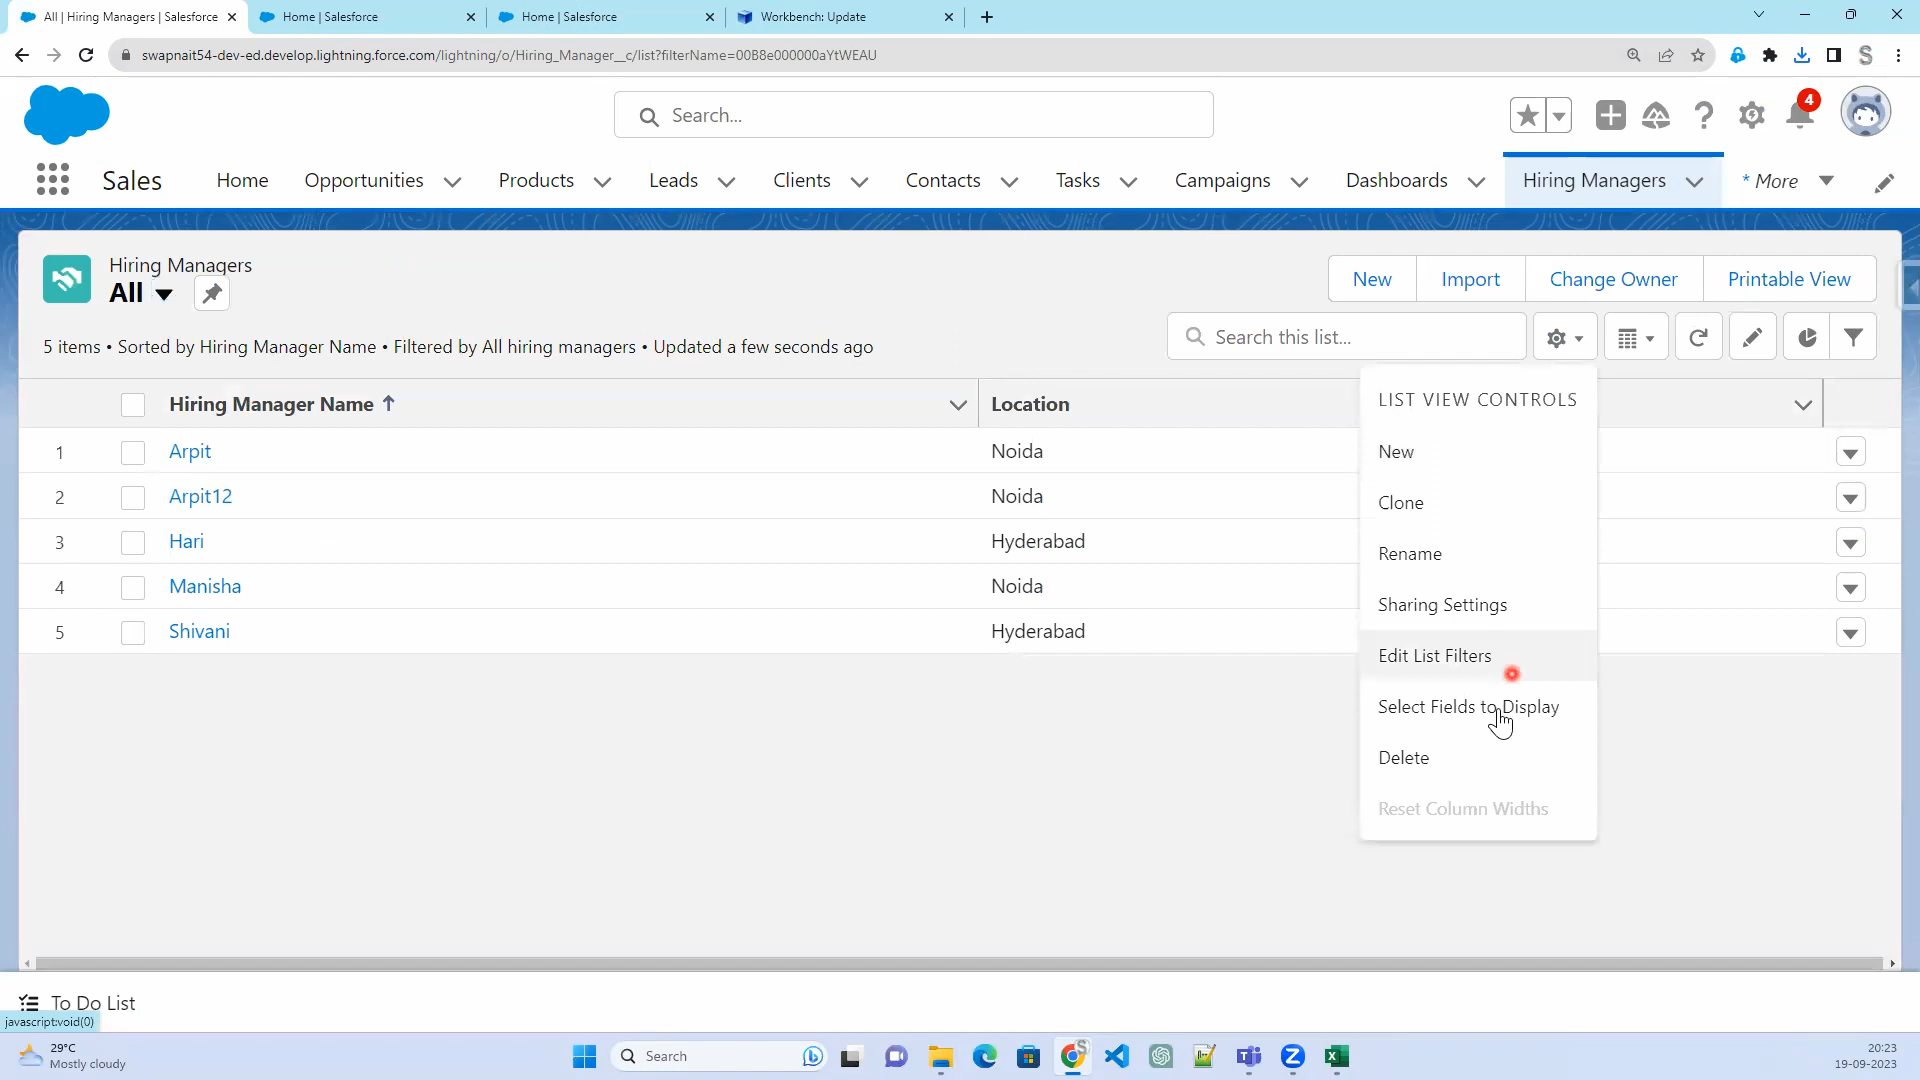 All | Hiring Managers | Salesforce
Home | Salesforce
Home | Salesforce
Workbench: Update
swapnait54-dev-ed.develop.lightning.force.com/lightning/o/Hiring_Manager__c/list?filterName=00B8e000000aYtWEAU
Search...
4
Sales
Home
Opportunities
Products
Leads
Clients
Contacts
Tasks
Campaigns
Dashboards
Hiring Managers
* More
Hiring Managers
All
New
Import
Change Owner
Printable View
5 items • Sorted by Hiring Manager Name • Filtered by All hiring managers • Updated a few seconds ago
Search this list...
Hiring Manager Name
Location
1 Arpit Noida
2 Arpit12 Noida
3 Hari Hyderabad
4 Manisha Noida
5 Shivani Hyderabad
LIST VIEW CONTROLS
New
Clone
Rename
Sharing Settings
Edit List Filters
Select Fields to Display
Delete
Reset Column Widths
To Do List
javascript:void(0)
29°C
Mostly cloudy
Search
20:23
19-09-2023